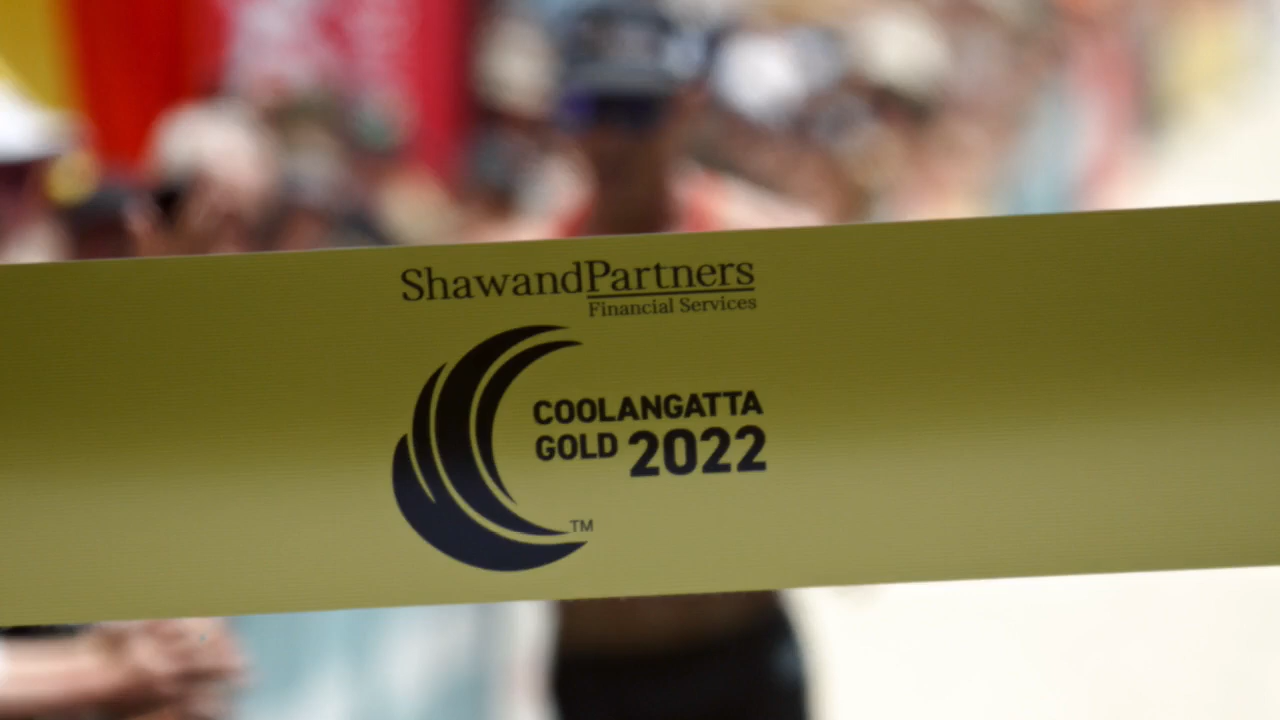 ShawandPartners
Financial Services
COOLANGATTA
GOLD 2022
TM